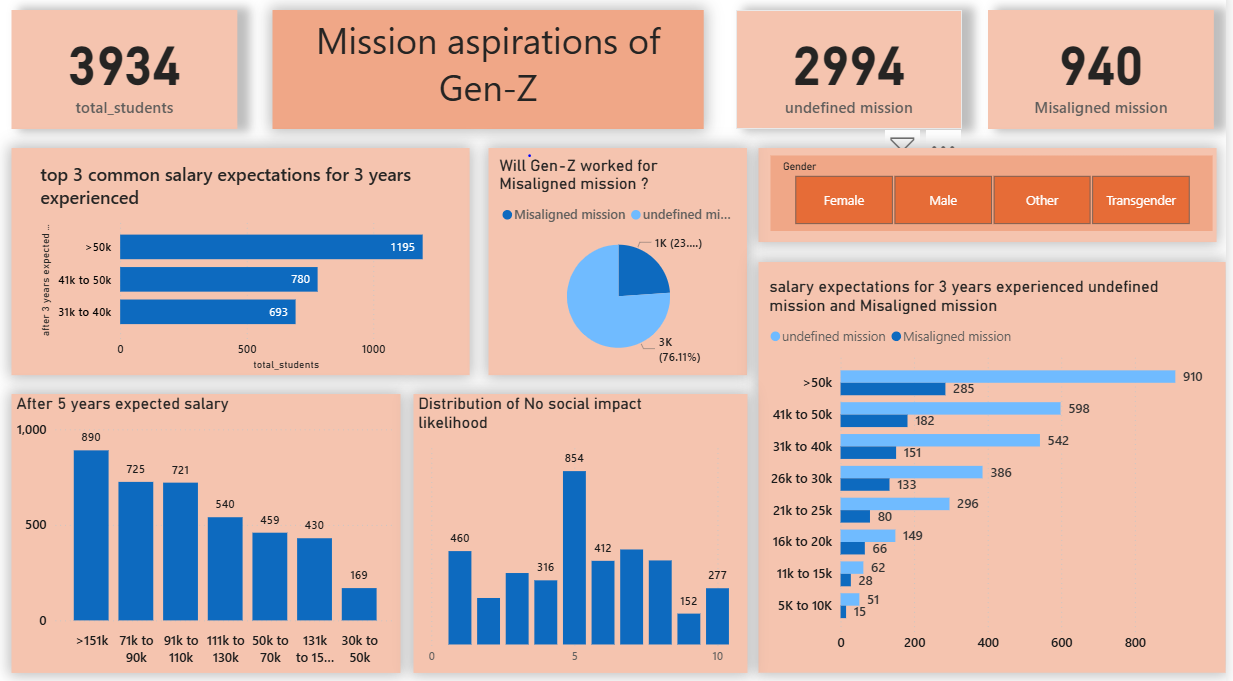 3934
total_students
Mission aspirations of
Gen-Z
2994
undefined mission
940
Misaligned mission
top 3 common salary expectations for 3 years
experienced
after 3 years expected ...
>50k
1195
41k to 50k
780
31k to 40k
693
0
500
1000
total_students
Will Gen-Z worked for
Misaligned mission ?
Misaligned mission
undefined mi...
1K (23....)
3K
(76.11%)
Gender
Female
Male
Other
Transgender
salary expectations for 3 years experienced undefined
mission and Misaligned mission
undefined mission
Misaligned mission
>50k
910
285
41k to 50k
598
182
31k to 40k
542
151
26k to 30k
386
133
21k to 25k
296
80
16k to 20k
149
66
11k to 15k
62
28
5K to 10K
51
15
0
200
400
600
800
After 5 years expected salary
1,000
500
0
890
725
721
540
459
430
169
>151k
71k to
90k
91k to
110k
111k to
130k
50k to
70k
131k
to 15...
30k to
50k
Distribution of No social impact
likelihood
460
316
854
412
152
277
0
5
10